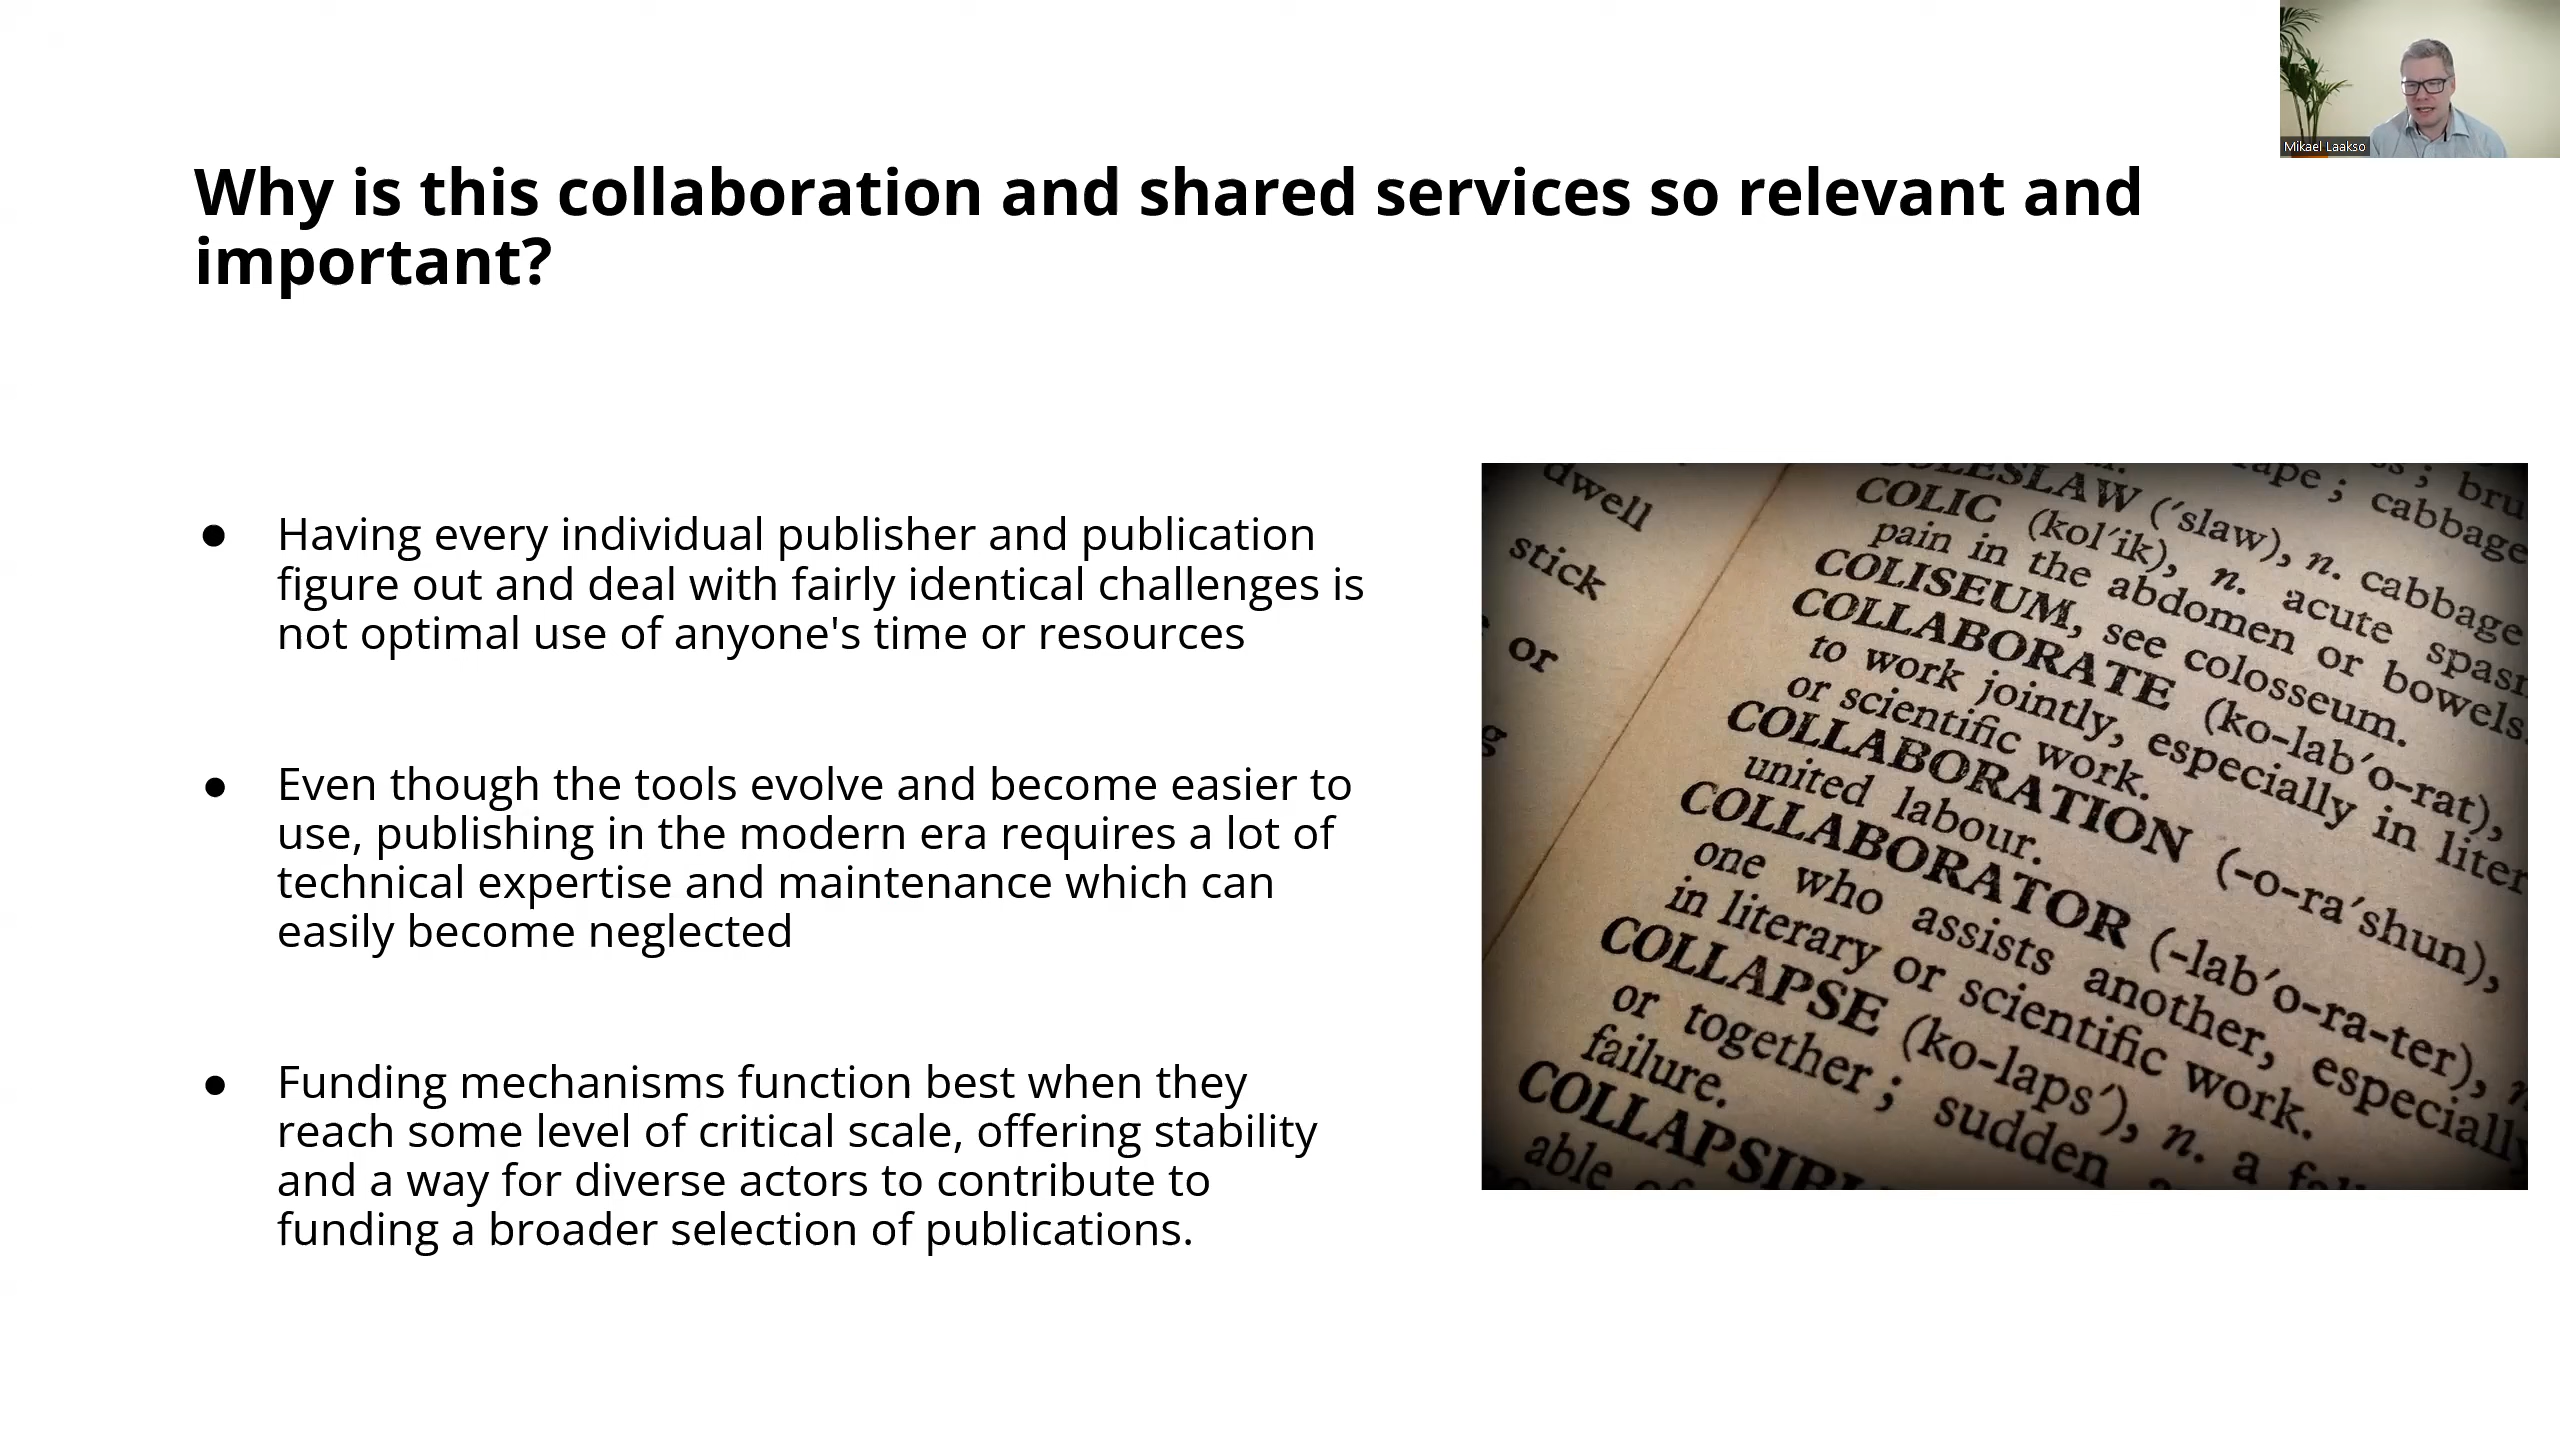 Mikael Laakso
Why is this collaboration and shared services so relevant and
important?
● Having every individual publisher and publication
figure out and deal with fairly identical challenges is
not optimal use of anyone's time or resources
● Even though the tools evolve and become easier to
use, publishing in the modern era requires a lot of
technical expertise and maintenance which can
easily become neglected
● Funding mechanisms function best when they
reach some level of critical scale, offering stability
and a way for diverse actors to contribute to
funding a broader selection of publications.
dwell
stick
or
COLESLAW (′slaw), n. cabbage
COLIC (kol′ik), n. acute
pain in the abdomen or bowels.
COLISEUM, see colosseum.
COLLABORATE (ko-lab′o-rat),
to work jointly, especially in
or scientific work.
COLLABORATION (-o-ra′shun),
united labour.
COLLABORATOR (-lab′o-ra-ter),
one who assists another, especially
in literary or scientific work.
COLLAPSE (ko-laps′), n. a
or together; sudden
failure.
able